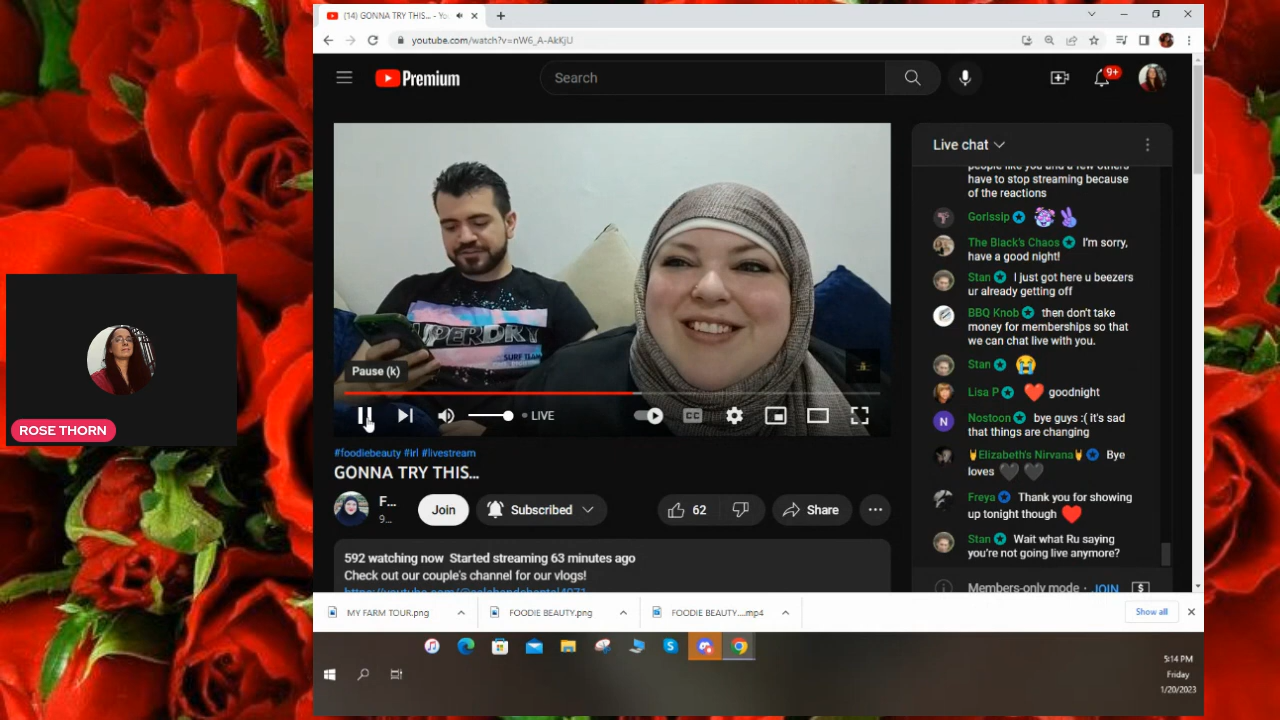 (14) GONNA TRY THIS... - Yo
youtube.com/watch?v=nW6_A-AkKjU
Premium
Search
9+
Live chat
people like you and a few others
have to stop streaming because
of the reactions
Gorlssip
The Black's Chaos I'm sorry,
have a good night!
Stan I just got here u beezers
ur already getting off
BBQ Knob then don't take
money for memberships so that
we can chat live with you.
Stan
Lisa P goodnight
Nostoon bye guys :( it's sad
that things are changing
Elizabeth's Nirvana Bye
loves
Freya Thank you for showing
up tonight though
Stan Wait what Ru saying
you're not going live anymore?
Members-only mode · JOIN
SUPERDRY
SURF TEAM
Pause (k)
LIVE
CC
#foodiebeauty #irl #livestream
GONNA TRY THIS...
F...
9...
Join
Subscribed
62
Share
592 watching now Started streaming 63 minutes ago
Check out our couple's channel for our vlogs!
ROSE THORN
MY FARM TOUR.png
FOODIE BEAUTY.png
FOODIE BEAUTY....mp4
Show all
5:14 PM
Friday
1/20/2023